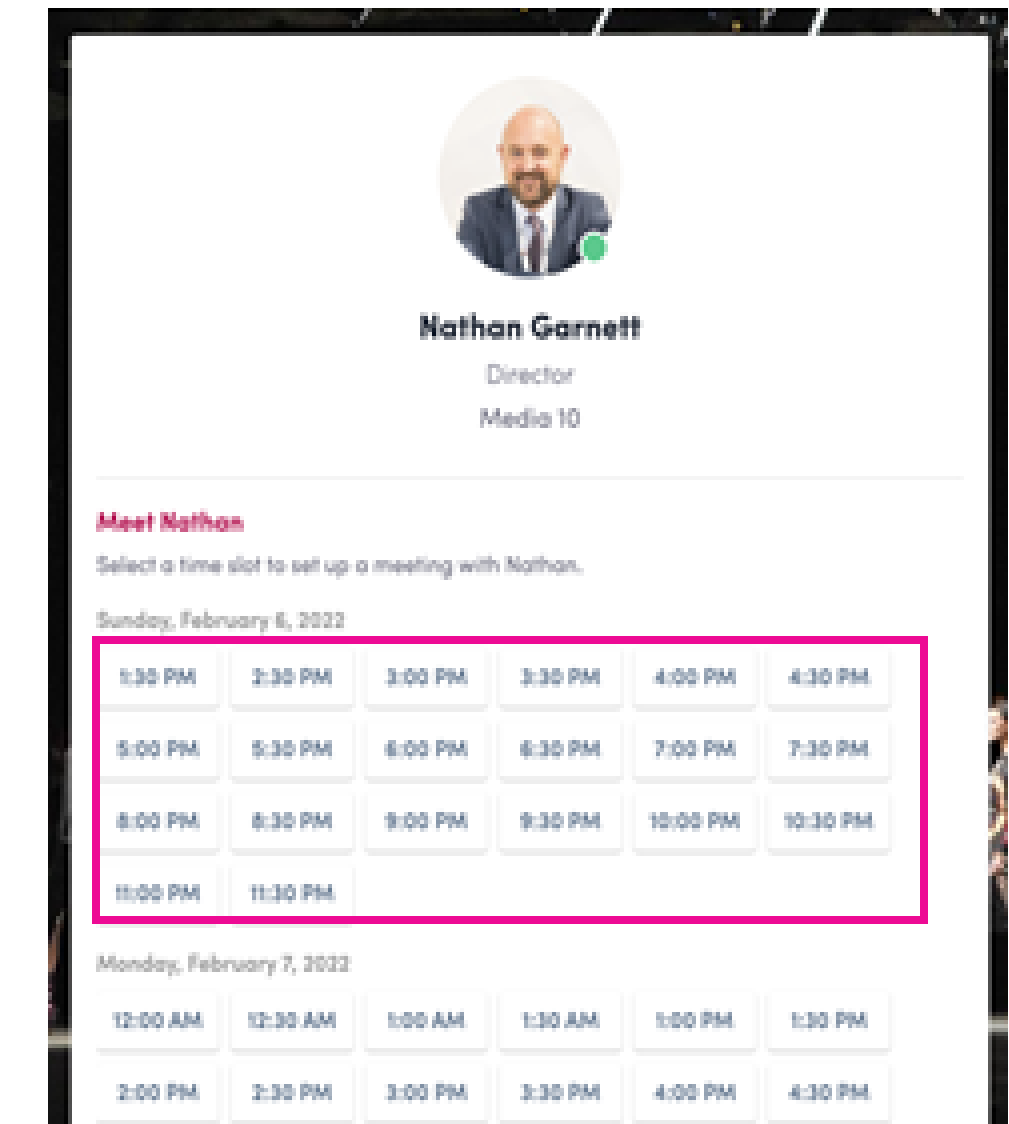 Nathan Garnett
Director
Media 10
Meet Nathan
Select a time slot to set up a meeting with Nathan.
Sunday, February 6, 2022
1:30 PM 2:30 PM 3:00 PM 3:30 PM 4:00 PM 4:30 PM
5:00 PM 5:30 PM 6:00 PM 6:30 PM 7:00 PM 7:30 PM
8:00 PM 8:30 PM 9:00 PM 9:30 PM 10:00 PM 10:30 PM
11:00 PM 11:30 PM
Monday, February 7, 2022
12:00 AM 12:30 AM 1:00 AM 1:30 AM 1:00 PM 1:30 PM
2:00 PM 2:30 PM 3:00 PM 3:30 PM 4:00 PM 4:30 PM